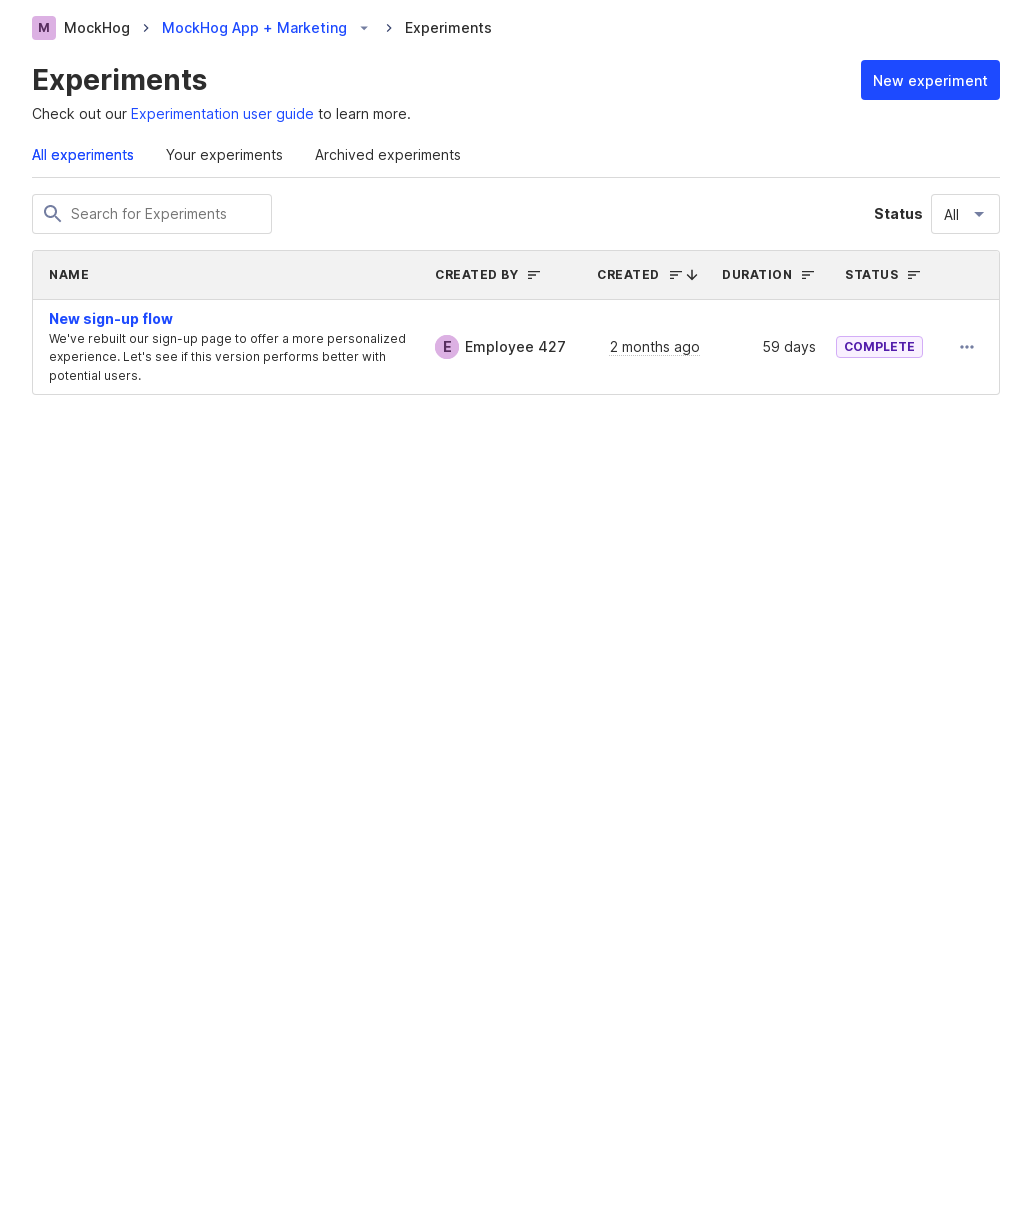 M MockHog MockHog App + Marketing Experiments
Experiments
New experiment
Check out our Experimentation user guide to learn more.
All experiments Your experiments Archived experiments
Search for Experiments Status All
NAME CREATED BY CREATED DURATION STATUS
New sign-up flow
We've rebuilt our sign-up page to offer a more personalized
experience. Let's see if this version performs better with
potential users.
E Employee 427 2 months ago 59 days COMPLETE